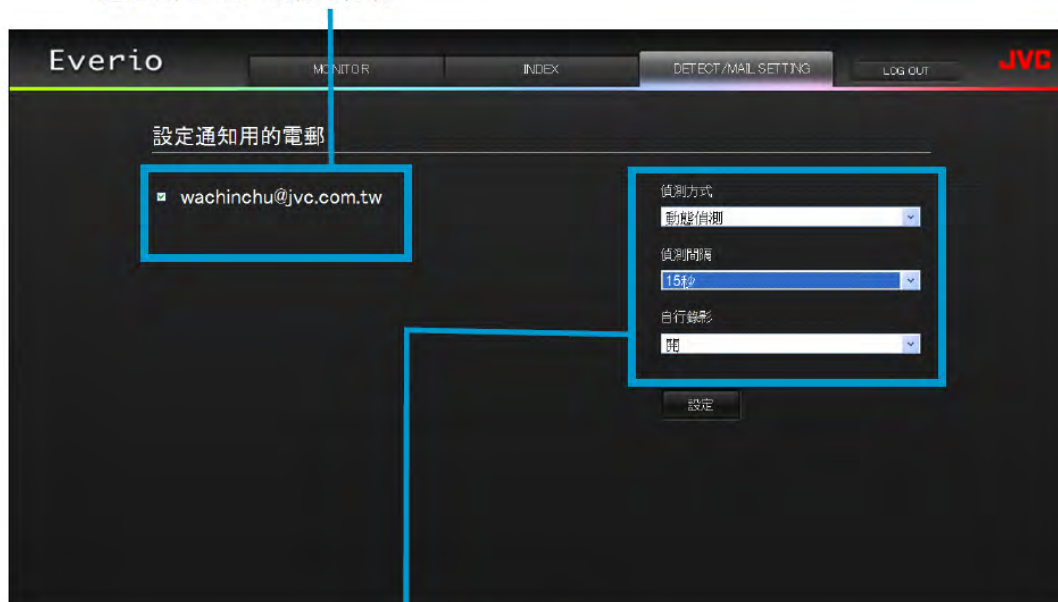 Everio
MONITOR
INDEX
DETECT/MAIL SETTING
LOG OUT
JVC
設定通知用的電郵
wachinchu@jvc.com.tw
偵測方式
動態偵測
偵測間隔
15秒
自行錄影
開
設定